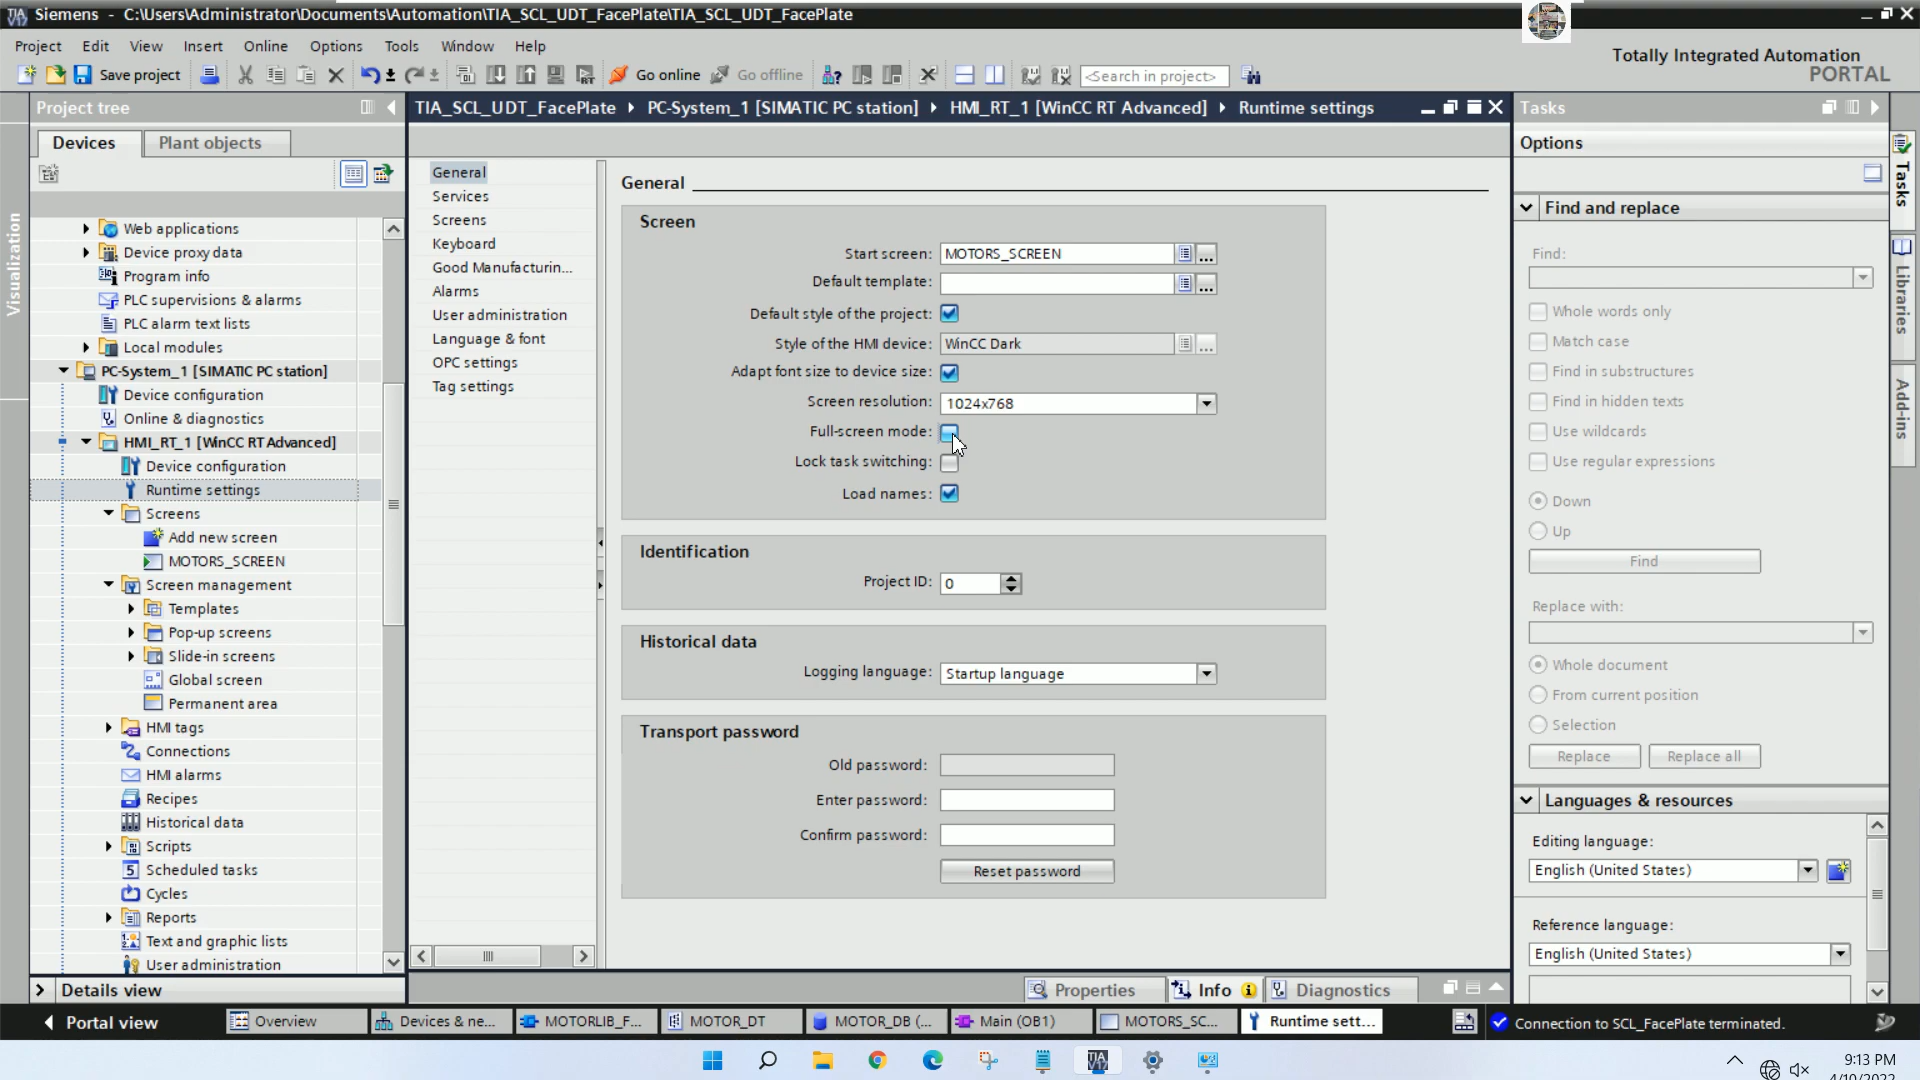 Siemens - C:\Users\Administrator\Documents\Automation\TIA_SCL_UDT_FacePlate\TIA_SCL_UDT_FacePlate
Project Edit View Insert Online Options Tools Window Help
Totally Integrated Automation
PORTAL
Save project
Go online
Go offline
<Search in project>
Project tree
TIA_SCL_UDT_FacePlate PC-System_1 [SIMATIC PC station] HMI_RT_1 [WinCC RT Advanced] Runtime settings
Tasks
Devices
Plant objects
Options
Visualization
Web applications
Device proxy data
Program info
PLC supervisions & alarms
PLC alarm text lists
Local modules
PC-System_1 [SIMATIC PC station]
Device configuration
Online & diagnostics
HMI_RT_1 [WinCC RT Advanced]
Device configuration
Runtime settings
Screens
Add new screen
MOTORS_SCREEN
Screen management
Templates
Pop-up screens
Slide-in screens
Global screen
Permanent area
HMI tags
Connections
HMI alarms
Recipes
Historical data
Scripts
Scheduled tasks
Cycles
Reports
Text and graphic lists
User administration
Details view
General
Services
Screens
Keyboard
Good Manufacturin...
Alarms
User administration
Language & font
OPC settings
Tag settings
General
Screen
Start screen: MOTORS_SCREEN
Default template:
Default style of the project:
Style of the HMI device: WinCC Dark
Adapt font size to device size:
Screen resolution: 1024x768
Full-screen mode:
Lock task switching:
Load names:
Identification
Project ID: 0
Historical data
Logging language: Startup language
Transport password
Old password:
Enter password:
Confirm password:
Reset password
Properties
Info
Diagnostics
Find and replace
Find:
Whole words only
Match case
Find in substructures
Find in hidden texts
Use wildcards
Use regular expressions
Down
Up
Find
Replace with:
Whole document
From current position
Selection
Replace
Replace all
Languages & resources
Editing language:
English (United States)
Reference language:
English (United States)
Tasks
Libraries
Add-ins
Portal view
Overview
Devices & ne...
MOTORLIB_F...
MOTOR_DT
MOTOR_DB (...
Main (OB1)
MOTORS_SC...
Runtime sett...
Connection to SCL_FacePlate terminated.
9:13 PM
4/10/2022